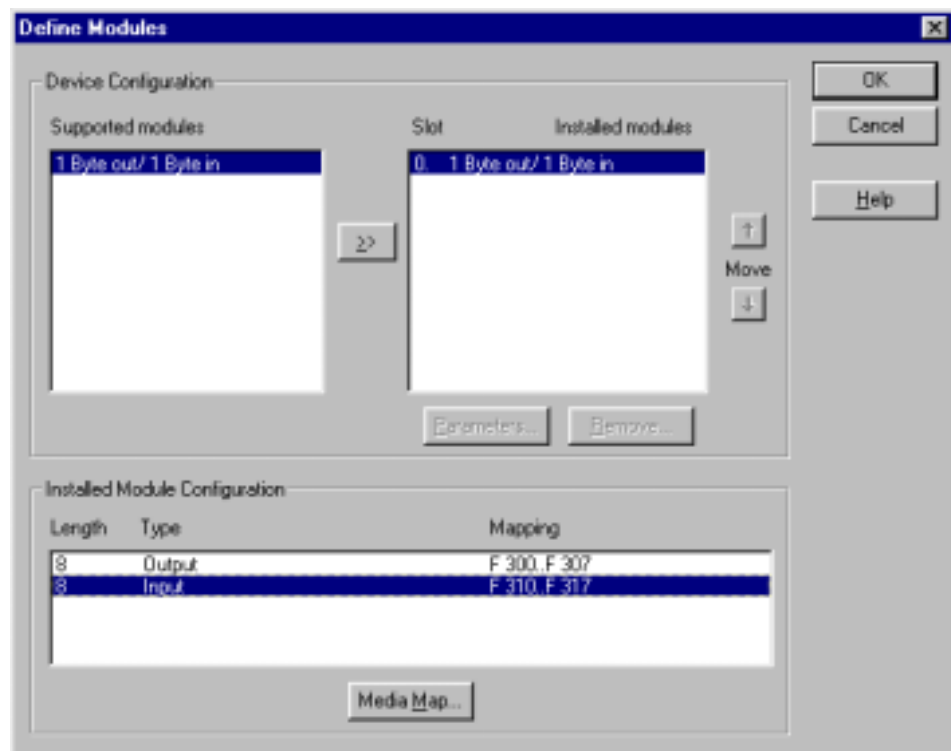 Define Modules
Device Configuration
OK
Cancel
Help
Supported modules
Slot Installed modules
1 Byte out/ 1 Byte in
0. 1 Byte out/ 1 Byte in
>>
Move
Parameters...
Remove...
Installed Module Configuration
Length Type Mapping
8 Output F 300..F 307
8 Input F 310..F 317
Media Map...